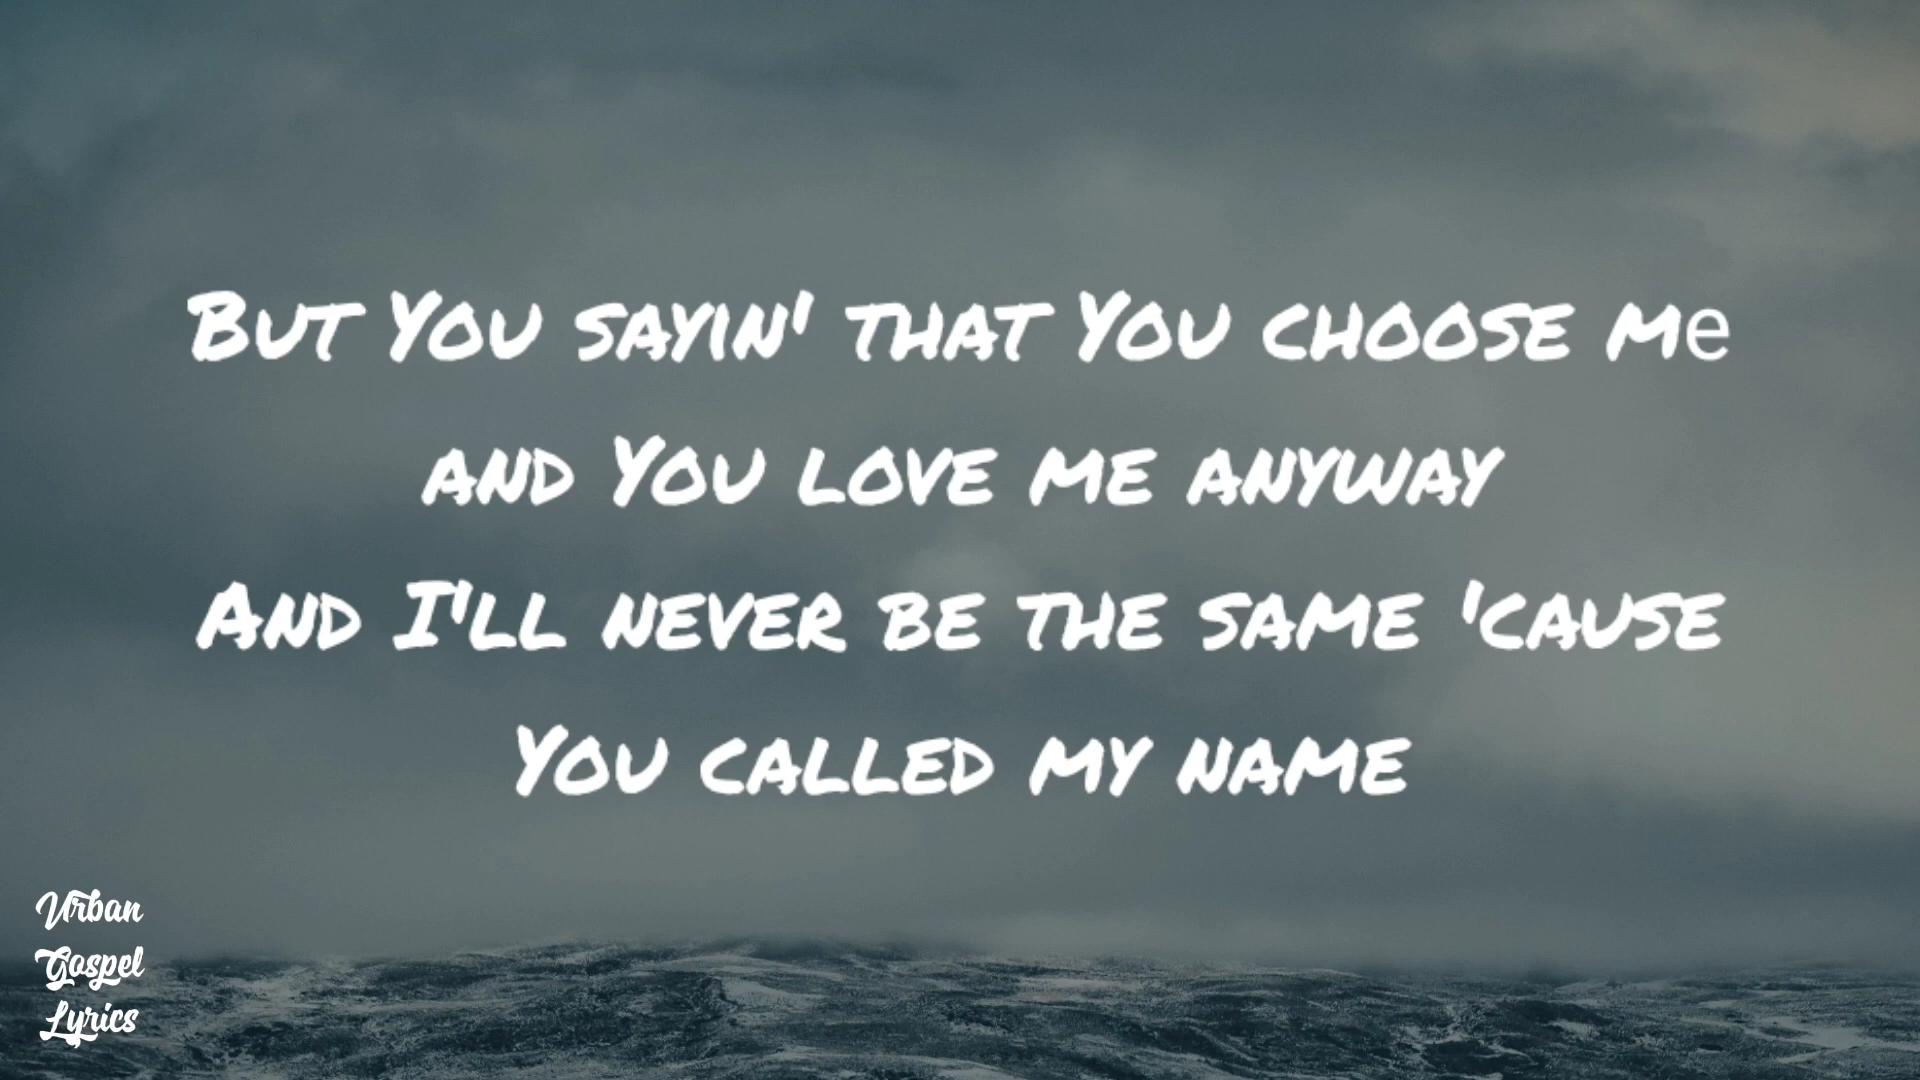 But You sayin' that You choose me
and You love me anyway
And I'll never be the same 'cause
You called my name
Urban
Gospel
Lyrics